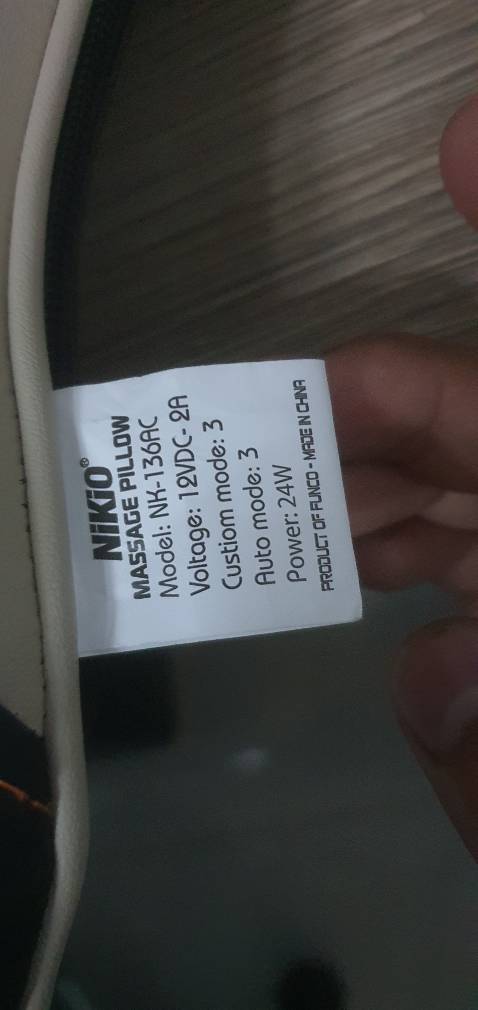 NiKiO®
MASSAGE PILLOW
Model: NK-136AC
Voltage: 12VDC- 2A
Custiom mode: 3
Auto mode: 3
Power: 24W
PRODUCT OF FUNCO - MADE IN CHINA